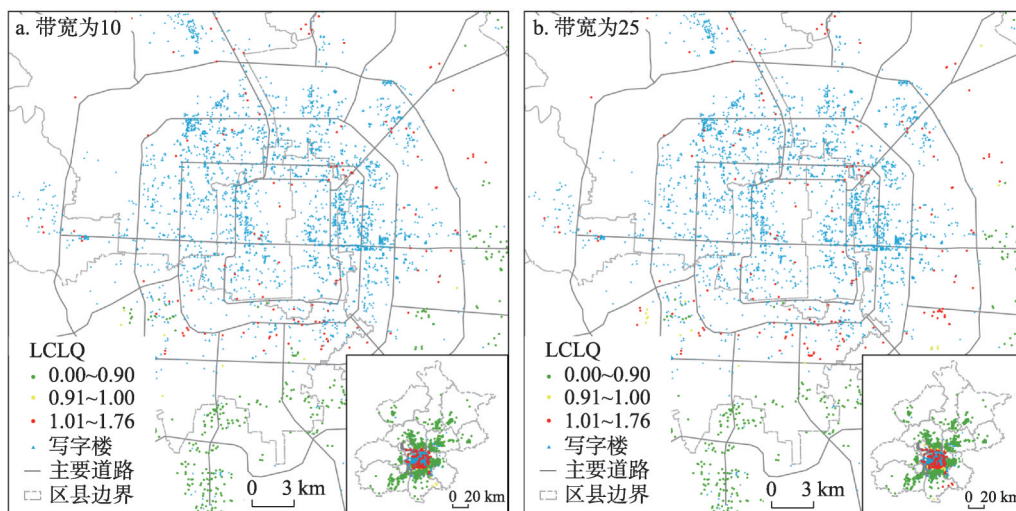 a. 带宽为10
LCLQ
0.00~0.90
0.91~1.00
1.01~1.76
写字楼
主要道路
区县边界
0 3 km
0 20 km
b. 带宽为25
LCLQ
0.00~0.90
0.91~1.00
1.01~1.76
写字楼
主要道路
区县边界
0 3 km
0 20 km